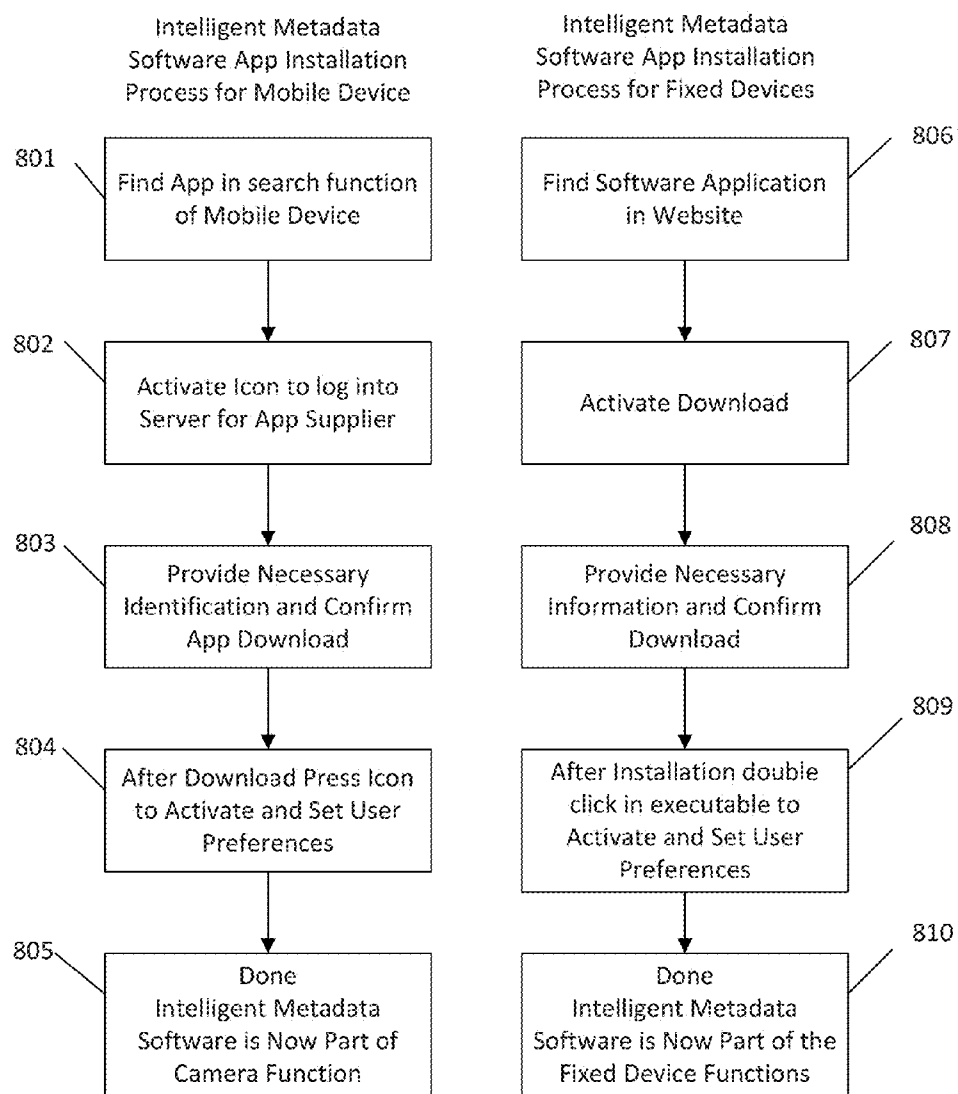 Intelligent Metadata
Software App Installation
Process for Mobile Device
801
Find App in search function
of Mobile Device
802
Activate Icon to log into
Server for App Supplier
803
Provide Necessary
Identification and Confirm
App Download
804
After Download Press Icon
to Activate and Set User
Preferences
805
Done
Intelligent Metadata
Software is Now Part of
Camera Function
Intelligent Metadata
Software App Installation
Process for Fixed Devices
806
Find Software Application
in Website
807
Activate Download
808
Provide Necessary
Information and Confirm
Download
809
After Installation double
click in executable to
Activate and Set User
Preferences
810
Done
Intelligent Metadata
Software is Now Part of the
Fixed Device Functions